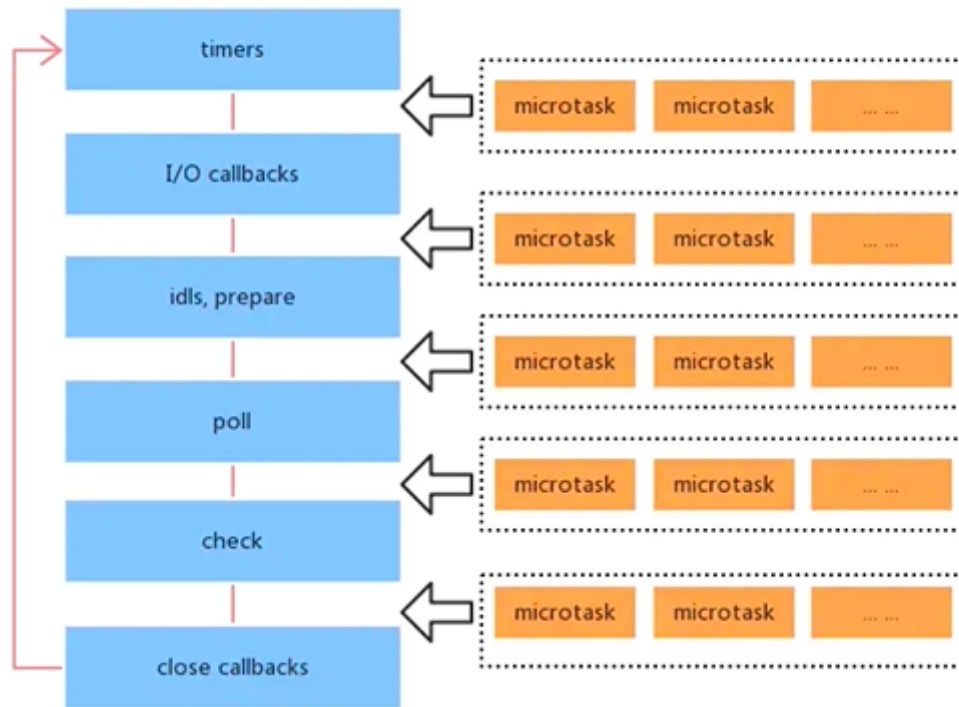 timers
microtask microtask ... ...
I/O callbacks
microtask microtask ... ...
idls, prepare
microtask microtask ... ...
poll
microtask microtask ... ...
check
microtask microtask ... ...
close callbacks